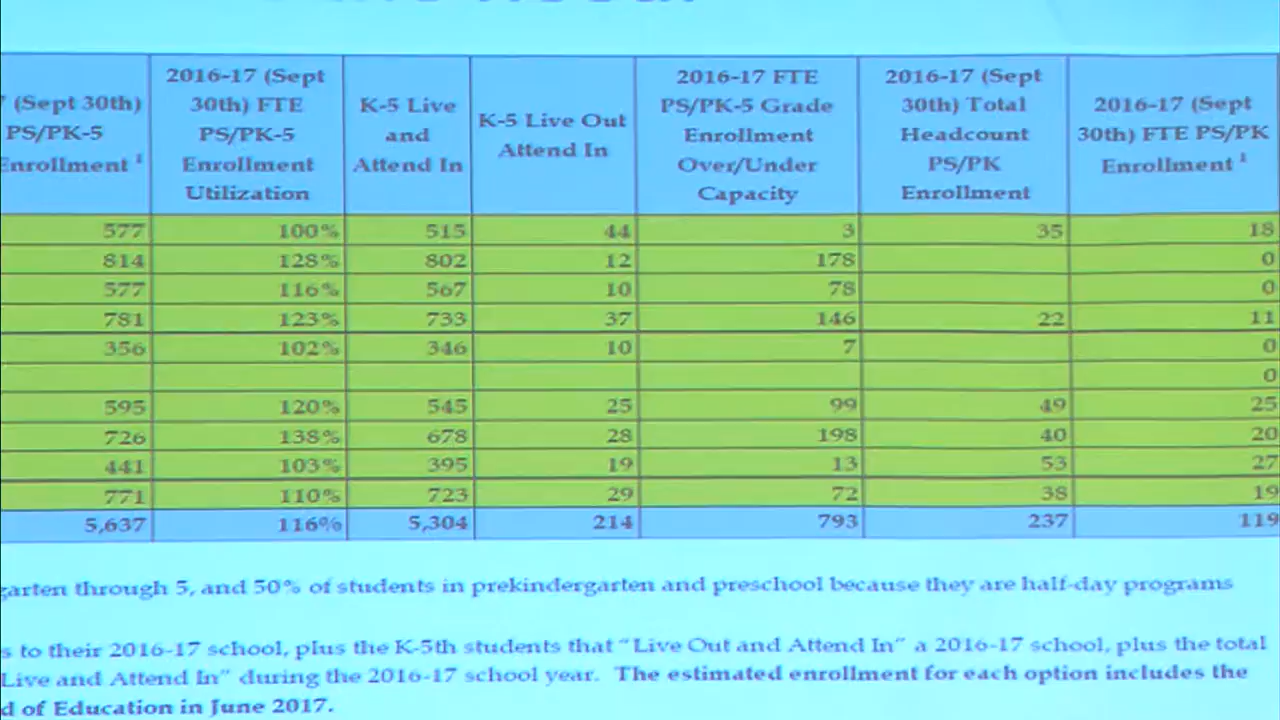 7 (Sept 30th) PS/PK-5 Enrollment ¹ | 2016-17 (Sept 30th) FTE PS/PK-5 Enrollment Utilization | K-5 Live and Attend In | K-5 Live Out Attend In | 2016-17 FTE PS/PK-5 Grade Enrollment Over/Under Capacity | 2016-17 (Sept 30th) Total Headcount PS/PK Enrollment | 2016-17 (Sept 30th) FTE PS/PK Enrollment ¹
577 100% 515 44 3 35 18
814 128% 802 12 178 0
577 116% 567 10 78 0
781 123% 733 37 146 22 11
356 102% 346 10 7 0
0
595 120% 545 25 99 49 25
726 138% 678 28 198 40 20
441 103% 395 19 13 53 27
771 110% 723 29 72 38 19
5,637 116% 5,304 214 793 237 119
garten through 5, and 50% of students in prekindergarten and preschool because they are half-day programs
s to their 2016-17 school, plus the K-5th students that "Live Out and Attend In" a 2016-17 school, plus the total
Live and Attend In" during the 2016-17 school year. The estimated enrollment for each option includes the
d of Education in June 2017.